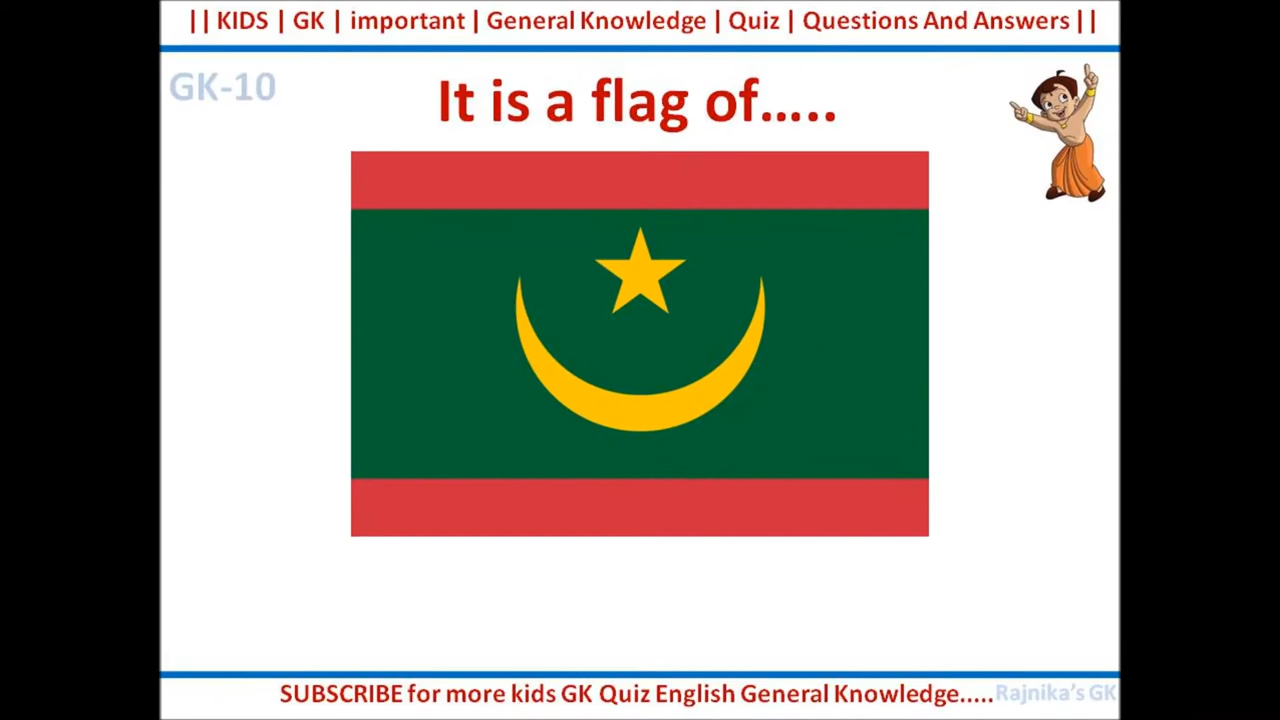 || KIDS | GK | important | General Knowledge | Quiz | Questions And Answers ||
GK-10
It is a flag of.....
SUBSCRIBE for more kids GK Quiz English General Knowledge.....
Rajnika's GK